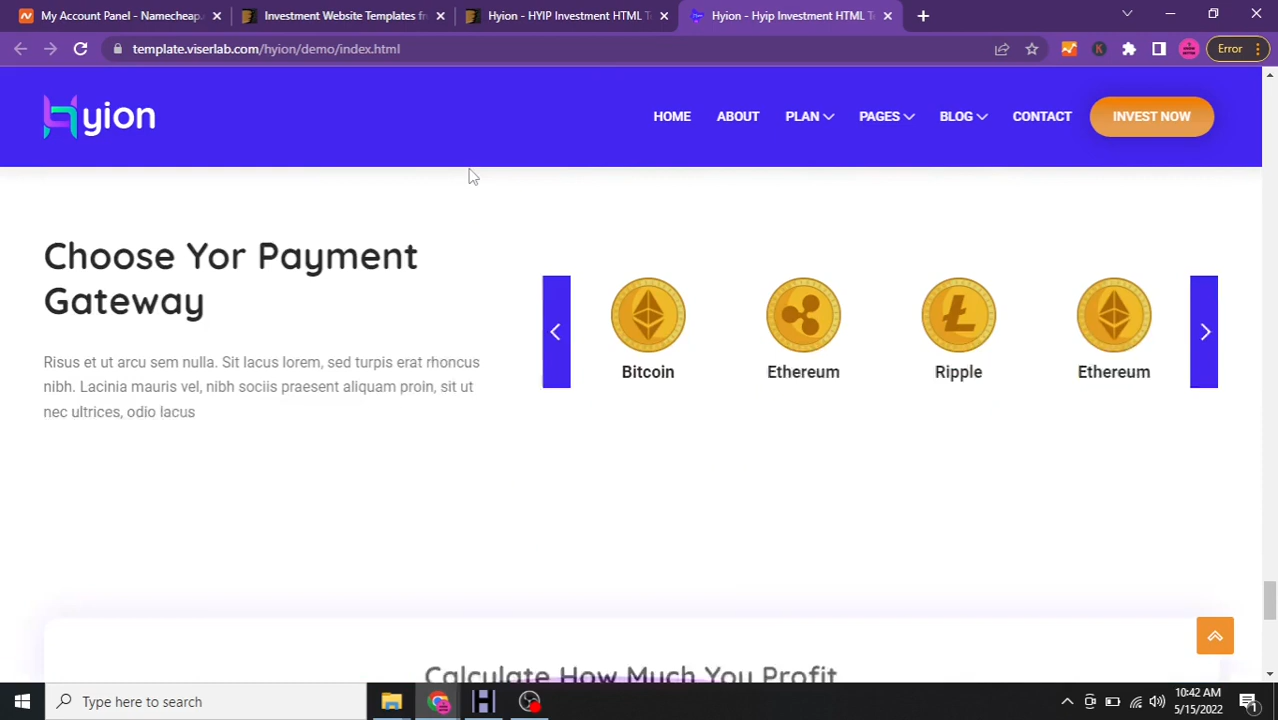 My Account Panel - Namecheap.
Investment Website Templates fr
Hyion - HYIP Investment HTML T
Hyion - Hyip Investment HTML T
template.viserlab.com/hyion/demo/index.html
K
Error
Hyion
HOME
ABOUT
PLAN
PAGES
BLOG
CONTACT
INVEST NOW
Choose Yor Payment
Gateway
Risus et ut arcu sem nulla. Sit lacus lorem, sed turpis erat rhoncus
nibh. Lacinia mauris vel, nibh sociis praesent aliquam proin, sit ut
nec ultrices, odio lacus
Bitcoin
Ethereum
Ripple
Ethereum
Calculate How Much You Profit
Type here to search
10:42 AM
5/15/2022
1